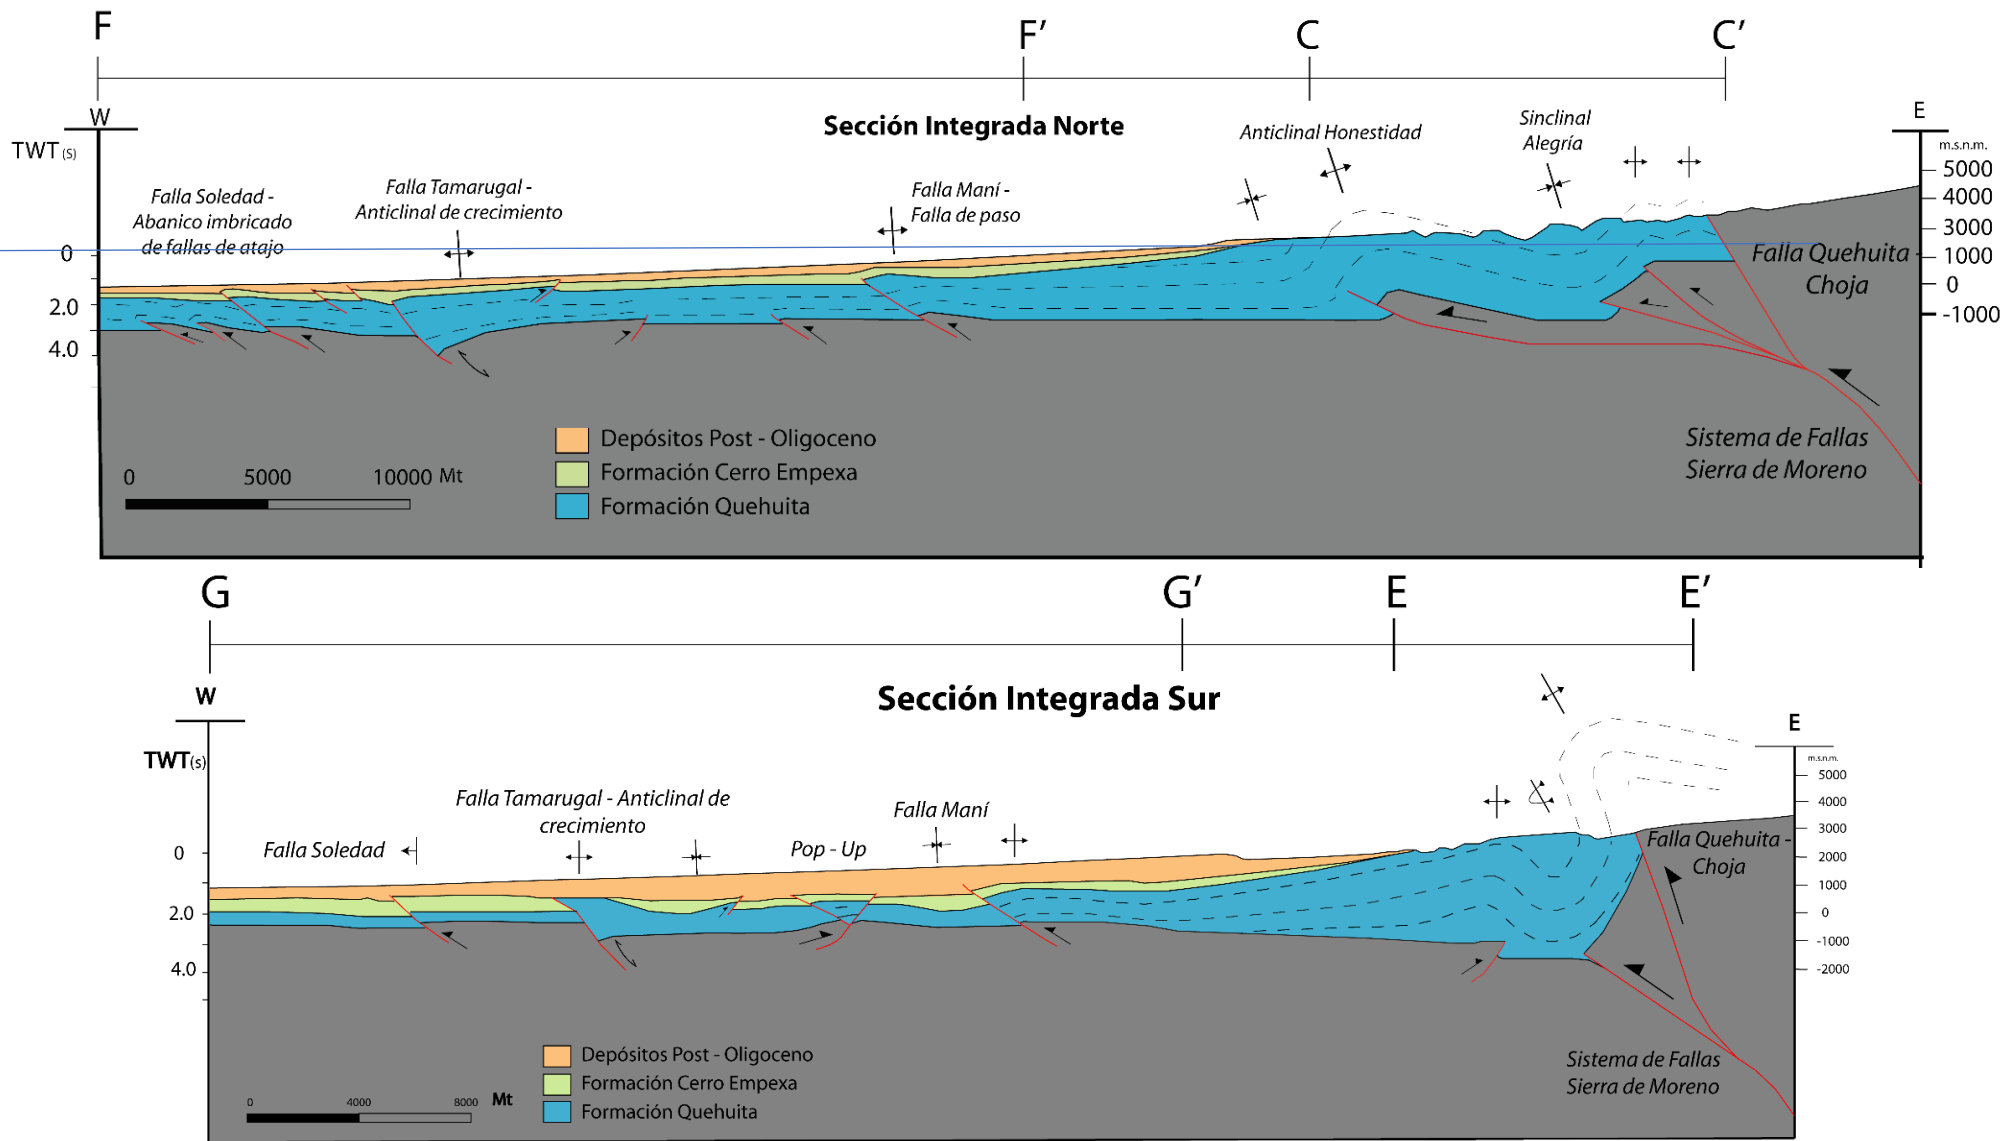 F
F’
C
C’
W
E
Sección Integrada Norte
TWT (S)
m.s.n.m.
Anticlinal Honestidad
Sinclinal
Alegría
Falla Soledad -
Abanico imbricado
de fallas de atajo
Falla Tamarugal -
Anticlinal de crecimiento
Falla Maní -
Falla de paso
0
2.0
4.0
5000
4000
3000
1000
0
-1000
Falla Quehuita
Choja
Sistema de Fallas
Sierra de Moreno
Depósitos Post - Oligoceno
Formación Cerro Empexa
Formación Quehuita
0 5000 10000 Mt
G
G’
E
E’
W
E
Sección Integrada Sur
TWT(s)
m.s.n.m.
Falla Soledad
Falla Tamarugal - Anticlinal de
crecimiento
Pop - Up
Falla Maní
0
2.0
4.0
5000
4000
3000
2000
1000
0
-1000
-2000
Falla Quehuita -
Choja
Sistema de Fallas
Sierra de Moreno
Depósitos Post - Oligoceno
Formación Cerro Empexa
Formación Quehuita
0 4000 8000 Mt